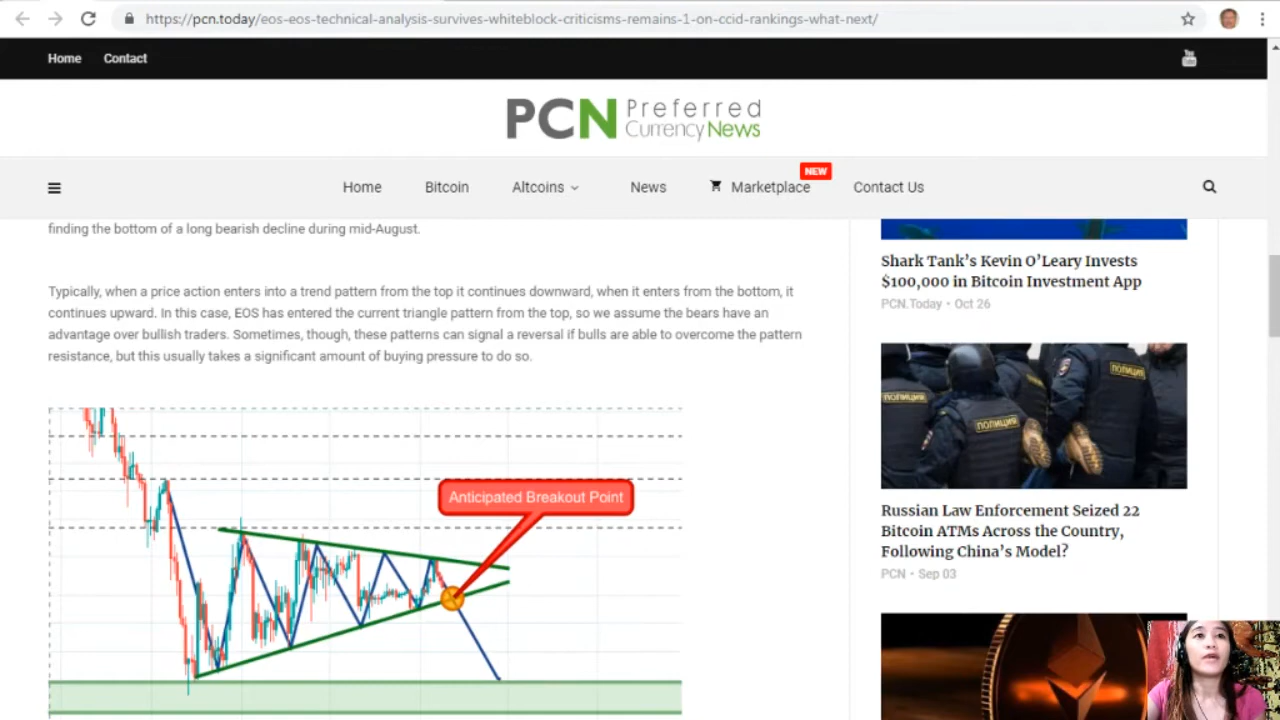 https://pcn.today/eos-eos-technical-analysis-survives-whiteblock-criticisms-remains-1-on-ccid-rankings-what-next/
Home Contact
You Tube
PCN Preferred Currency News
Home Bitcoin Altcoins News Marketplace NEW Contact Us
finding the bottom of a long bearish decline during mid-August.
Typically, when a price action enters into a trend pattern from the top it continues downward, when it enters from the bottom, it
continues upward. In this case, EOS has entered the current triangle pattern from the top, so we assume the bears have an
advantage over bullish traders. Sometimes, though, these patterns can signal a reversal if bulls are able to overcome the pattern
resistance, but this usually takes a significant amount of buying pressure to do so.
Anticipated Breakout Point
Shark Tank’s Kevin O’Leary Invests
$100,000 in Bitcoin Investment App
PCN.Today • Oct 26
ПОЛИЦИЯ
ПОЛИЦИЯ
ПОЛИЦИЯ
Russian Law Enforcement Seized 22
Bitcoin ATMs Across the Country,
Following China’s Model?
PCN • Sep 03